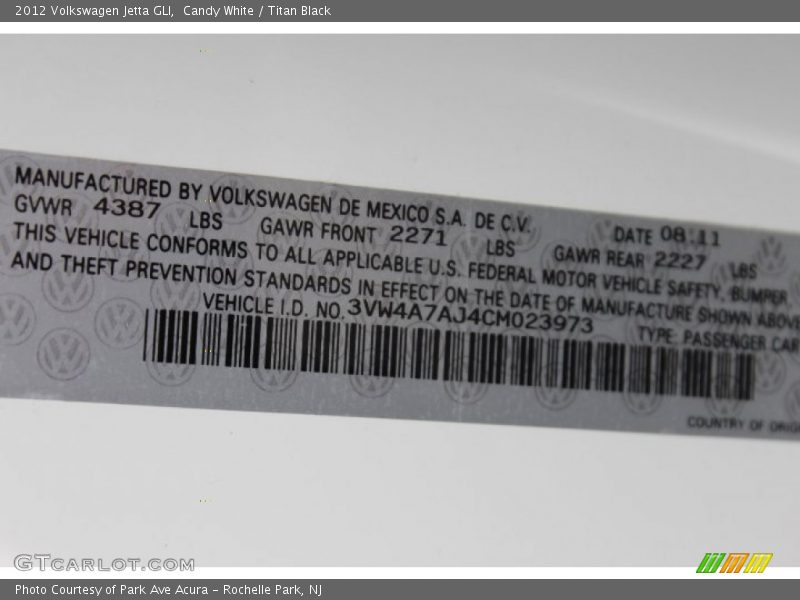 2012 Volkswagen Jetta GLI, Candy White / Titan Black
MANUFACTURED BY VOLKSWAGEN DE MEXICO S.A. DE C.V. DATE 08.11
GVWR 4387 LBS GAWR FRONT 2271 LBS GAWR REAR 2227 LBS
THIS VEHICLE CONFORMS TO ALL APPLICABLE U.S. FEDERAL MOTOR VEHICLE SAFETY, BUMPER,
AND THEFT PREVENTION STANDARDS IN EFFECT ON THE DATE OF MANUFACTURE SHOWN ABOVE
VEHICLE I.D. NO. 3VW4A7AJ4CM023973 TYPE: PASSENGER CAR
COUNTRY OF ORIG
GTCARLOT.COM
Photo Courtesy of Park Ave Acura - Rochelle Park, NJ